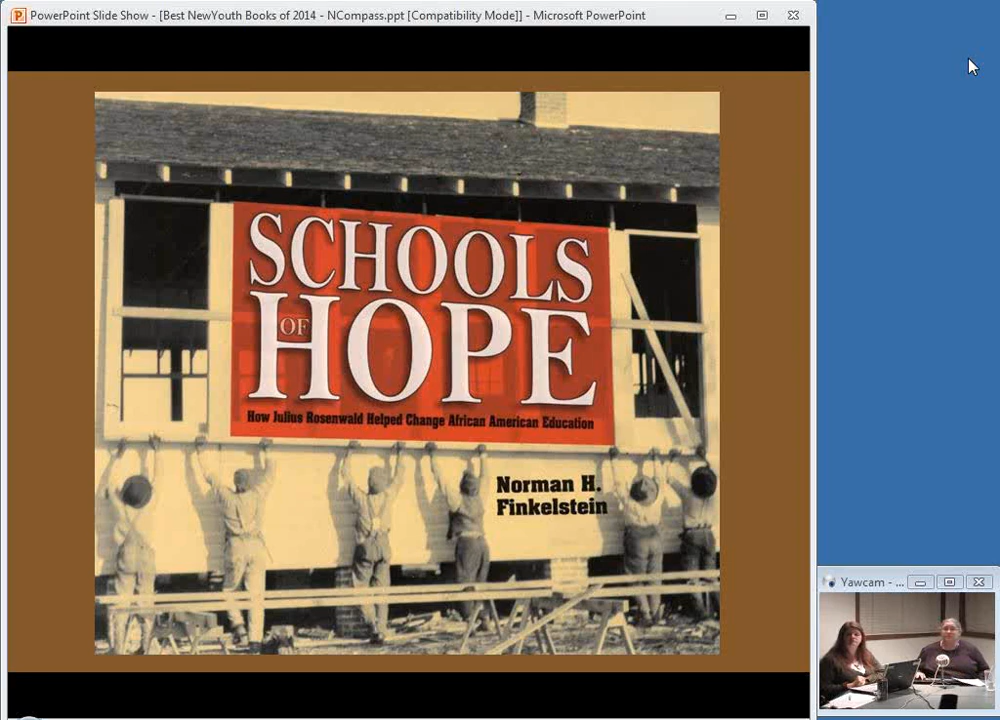 PowerPoint Slide Show - [Best NewYouth Books of 2014 - NCompass.ppt [Compatibility Mode]] - Microsoft PowerPoint
SCHOOLS
OF
HOPE
How Julius Rosenwald Helped Change African American Education
Norman H.
Finkelstein
Yawcam - ...